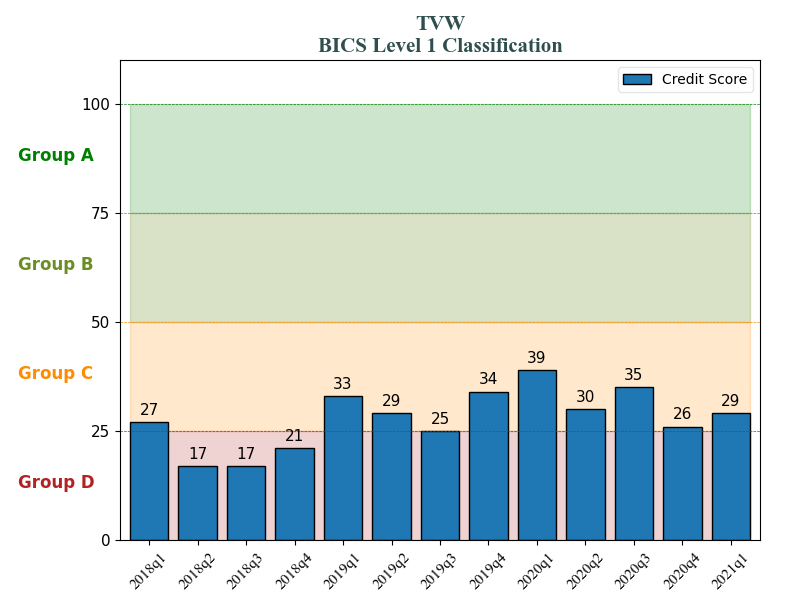 TVW
BICS Level 1 Classification
Credit Score
100
Group A
75
Group B
50
Group C
25
Group D
0
27
17
17
21
33
29
25
34
39
30
35
26
29
2018q1
2018q2
2018q3
2018q4
2019q1
2019q2
2019q3
2019q4
2020q1
2020q2
2020q3
2020q4
2021q1